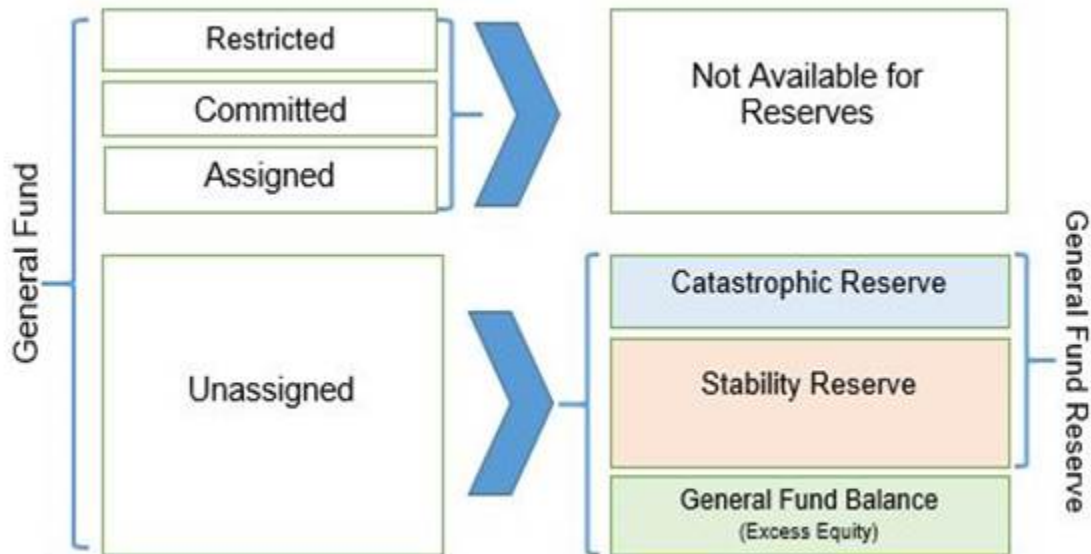 General Fund
Restricted
Committed
Assigned
Not Available for
Reserves
Unassigned
Catastrophic Reserve
Stability Reserve
General Fund Balance
(Excess Equity)
General Fund Reserve